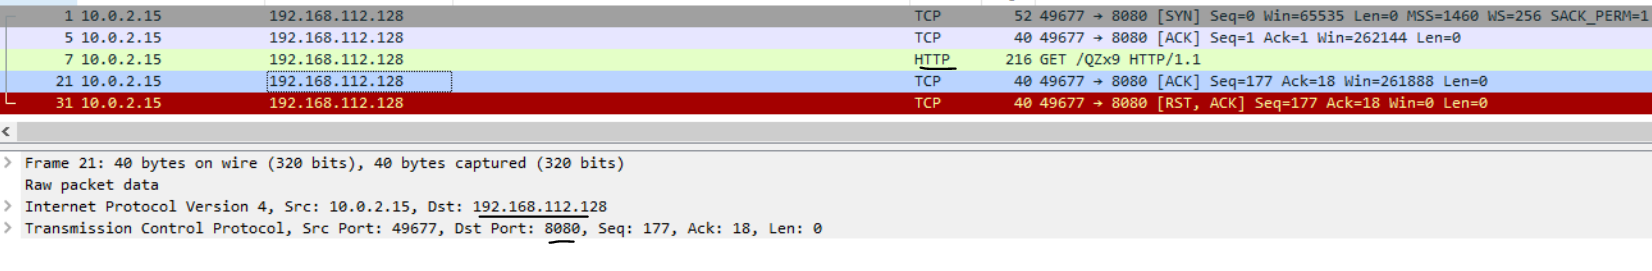 1 10.0.2.15 192.168.112.128 TCP 52 49677 → 8080 [SYN] Seq=0 Win=65535 Len=0 MSS=1460 WS=256 SACK_PERM=1
5 10.0.2.15 192.168.112.128 TCP 40 49677 → 8080 [ACK] Seq=1 Ack=1 Win=262144 Len=0
7 10.0.2.15 192.168.112.128 HTTP 216 GET /QZx9 HTTP/1.1
21 10.0.2.15 192.168.112.128 TCP 40 49677 → 8080 [ACK] Seq=177 Ack=18 Win=261888 Len=0
31 10.0.2.15 192.168.112.128 TCP 40 49677 → 8080 [RST, ACK] Seq=177 Ack=18 Win=0 Len=0
Frame 21: 40 bytes on wire (320 bits), 40 bytes captured (320 bits)
Raw packet data
Internet Protocol Version 4, Src: 10.0.2.15, Dst: 192.168.112.128
Transmission Control Protocol, Src Port: 49677, Dst Port: 8080, Seq: 177, Ack: 18, Len: 0